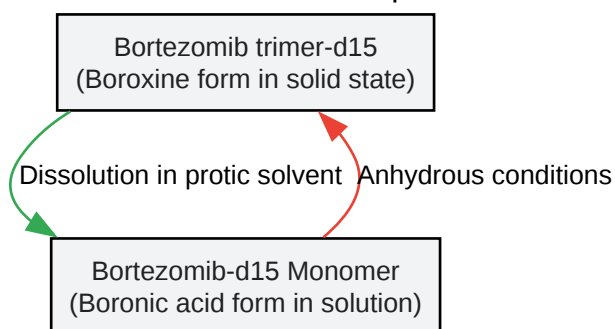 Bortezomib trimer-d15
(Boroxine form in solid state)
Dissolution in protic solvent
Anhydrous conditions
Bortezomib-d15 Monomer
(Boronic acid form in solution)